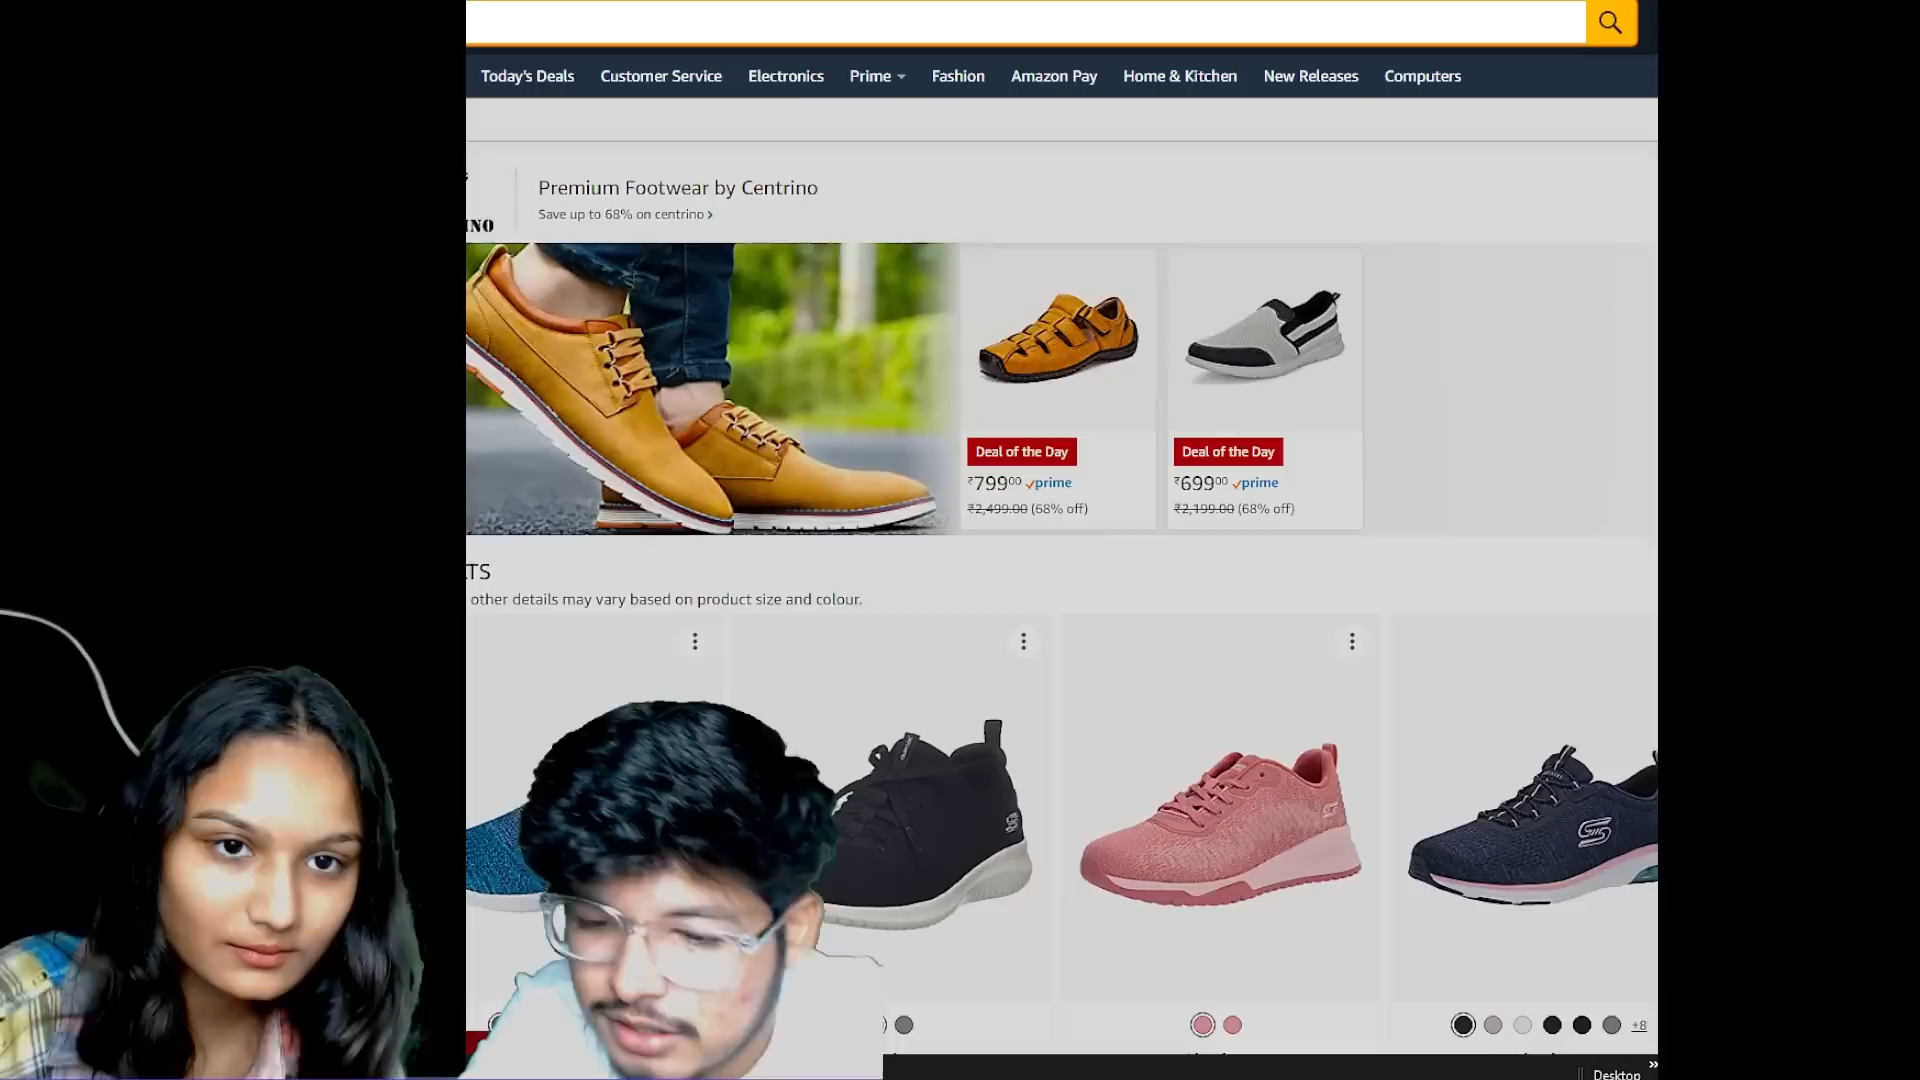 Today's Deals Customer Service Electronics Prime Fashion Amazon Pay Home & Kitchen New Releases Computers
Premium Footwear by Centrino
Save up to 68% on centrino ›
INO
Deal of the Day Deal of the Day
₹79900 prime ₹69900 prime
₹2,499.00 (68% off) ₹2,199.00 (68% off)
LTS
other details may vary based on product size and colour.
+8
Desktop »